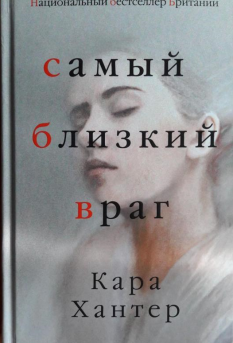 Национальный бестселлер Британии
самый
близкий
враг
Кара
Хантер